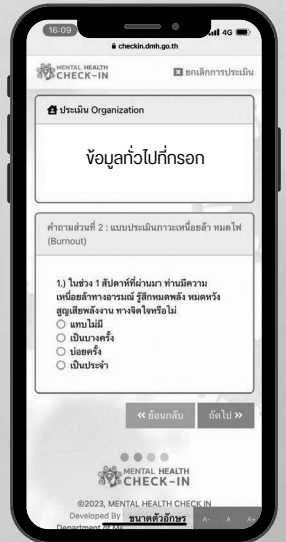 16:09
4G
checkin.dmh.go.th
MENTAL HEALTH
CHECK-IN
ยกเลิกการประเมิน
ประเมิน Organization
ข้อมูลทั่วไปที่กรอก
คำถามส่วนที่ 2 : แบบประเมินภาวะเหนื่อยล้า หมดไฟ
(Burnout)
1.) ในช่วง 1 สัปดาห์ที่ผ่านมา ท่านมีความ
เหนื่อยล้าทางอารมณ์ รู้สึกหมดพลัง หมดหวัง
สูญเสียพลังงาน ทางจิตใจหรือไม่
แทบไม่มี
เป็นบางครั้ง
บ่อยครั้ง
เป็นประจำ
« ย้อนกลับ
ถัดไป »
MENTAL HEALTH
CHECK-IN
©2023, MENTAL HEALTH CHECK IN
Developed By
ขนาดตัวอักษร
A-
A
A+
Department of